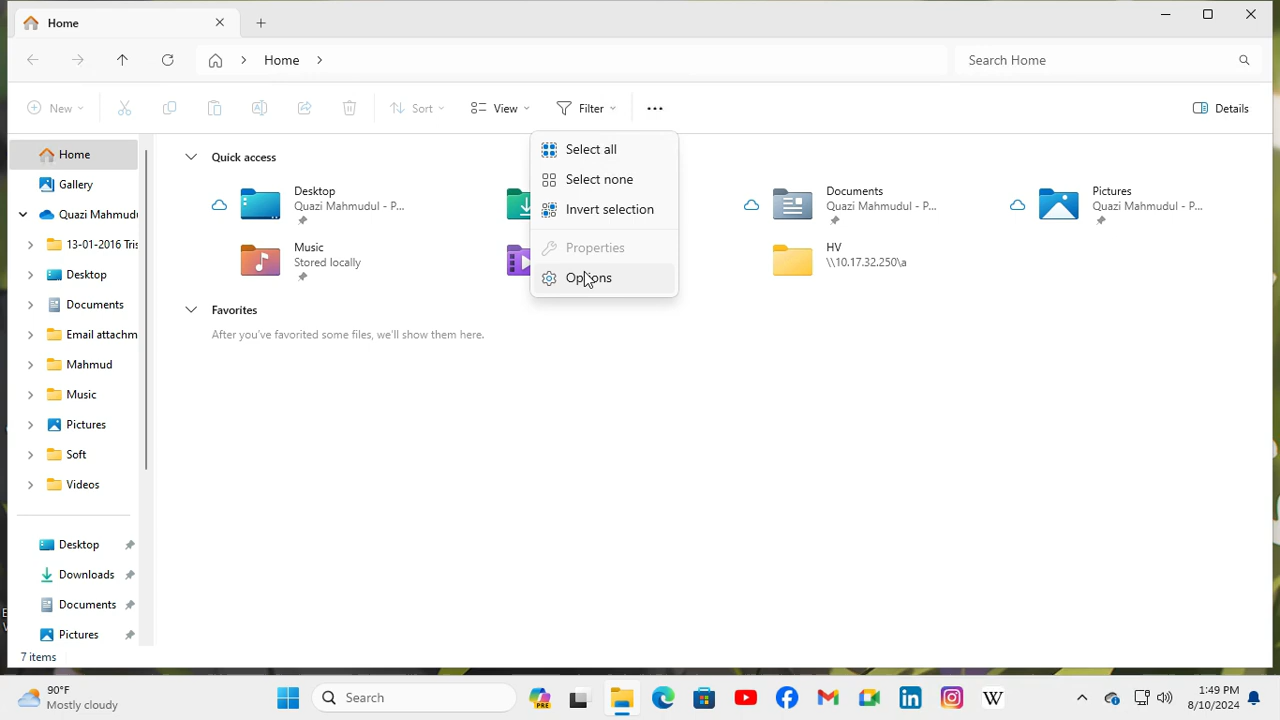 Home
Home
Search Home
New
Sort
View
Filter
Details
Home
Gallery
Quazi Mahmudu
13-01-2016 Tris
Desktop
Documents
Email attachm
Mahmud
Music
Pictures
Soft
Videos
Desktop
Downloads
Documents
Pictures
7 items
Quick access
Desktop
Quazi Mahmudul - P...
Documents
Quazi Mahmudul - P...
Pictures
Quazi Mahmudul - P...
Music
Stored locally
HV
\\10.17.32.250\a
Favorites
After you've favorited some files, we'll show them here.
Select all
Select none
Invert selection
Properties
Options
90°F
Mostly cloudy
Search
PRE
W
1:49 PM
8/10/2024